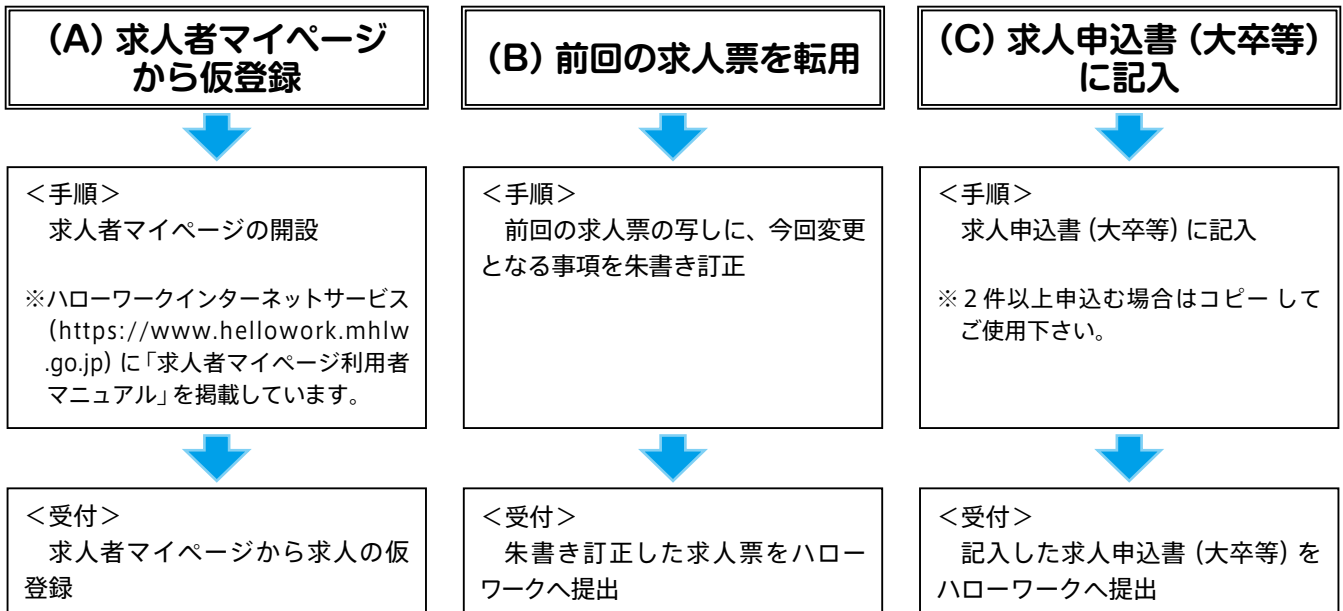 (A) 求人者マイページ
から仮登録
<手順>
求人者マイページの開設
※ハローワークインターネットサービス
(https://www.hellowork.mhlw
.go.jp) に「求人者マイページ利用者
マニュアル」を掲載しています。
<受付>
求人者マイページから求人の仮
登録
(B) 前回の求人票を転用
<手順>
前回の求人票の写しに、今回変更
となる事項を朱書き訂正
<受付>
朱書き訂正した求人票をハロー
ワークへ提出
(C) 求人申込書 (大卒等)
に記入
<手順>
求人申込書 (大卒等) に記入
※2件以上申込む場合はコピーして
ご使用下さい。
<受付>
記入した求人申込書 (大卒等) を
ハローワークへ提出